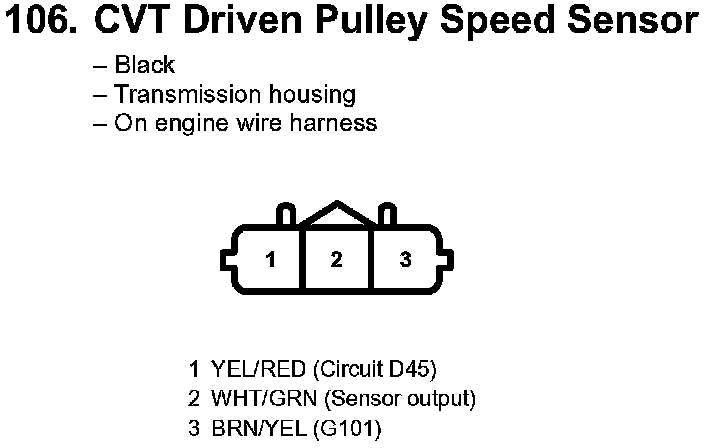 106. CVT Driven Pulley Speed Sensor
– Black
– Transmission housing
– On engine wire harness
1 2 3
1 YEL/RED (Circuit D45)
2 WHT/GRN (Sensor output)
3 BRN/YEL (G101)